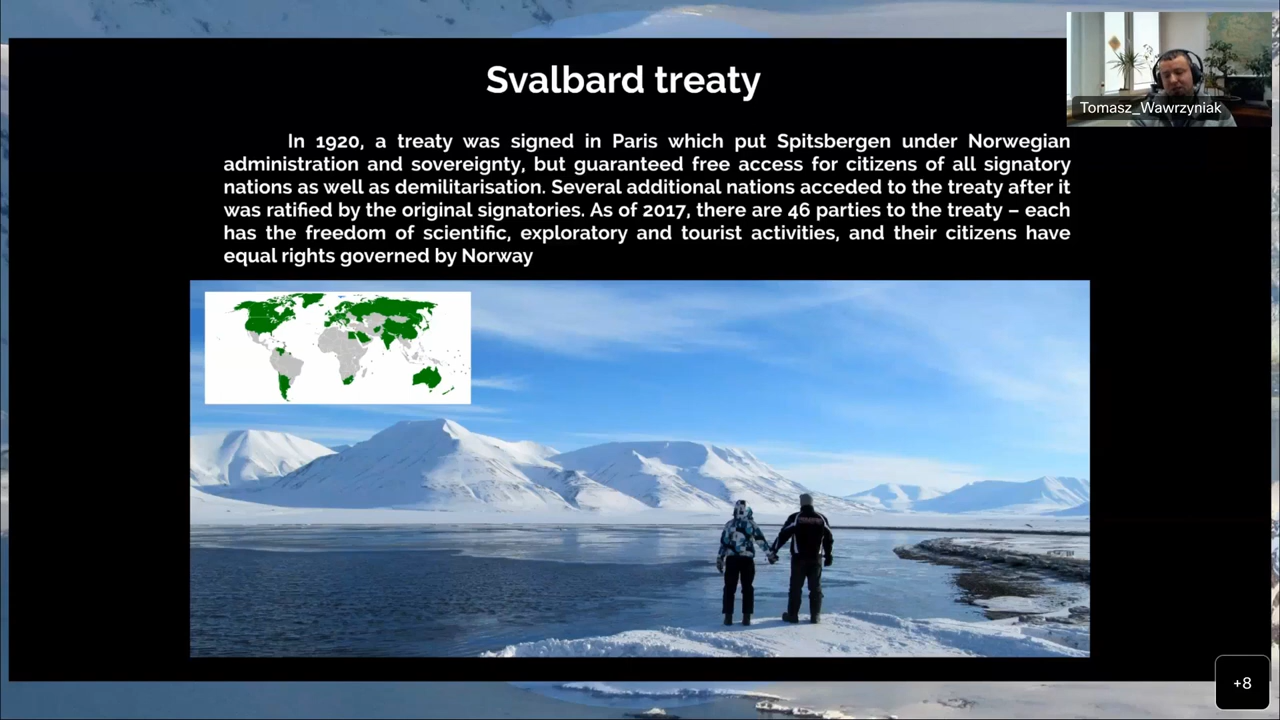 Svalbard treaty
Tomasz_Wawrzyniak
In 1920, a treaty was signed in Paris which put Spitsbergen under Norwegian
administration and sovereignty, but guaranteed free access for citizens of all signatory
nations as well as demilitarisation. Several additional nations acceded to the treaty after it
was ratified by the original signatories. As of 2017, there are 46 parties to the treaty – each
has the freedom of scientific, exploratory and tourist activities, and their citizens have
equal rights governed by Norway
+8